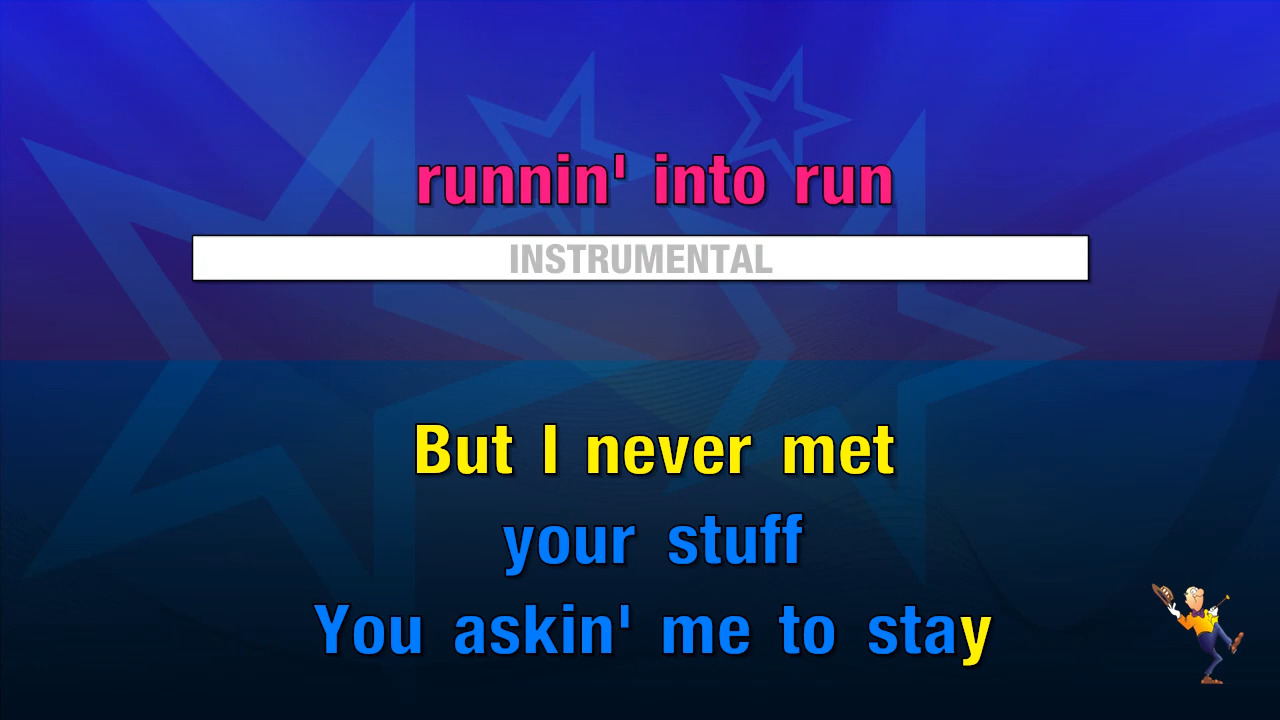 runnin' into run
INSTRUMENTAL
But I never met
your stuff
You askin' me to stay